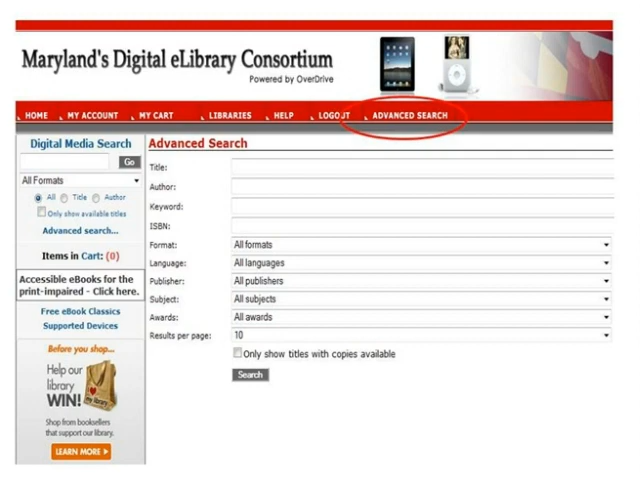 Maryland's Digital eLibrary Consortium
Powered by OverDrive
HOME MY ACCOUNT MY CART LIBRARIES HELP LOGOUT ADVANCED SEARCH
Digital Media Search
Go
All Formats
All Title Author
Only show available titles
Advanced search...
Items in Cart: (0)
Accessible eBooks for the
print-impaired - Click here.
Free eBook Classics
Supported Devices
Before you shop...
Help our
library
WIN!
I my library
Shop from booksellers
that support our library.
LEARN MORE
Advanced Search
Title:
Author:
Keyword:
ISBN:
Format: All formats
Language: All languages
Publisher: All publishers
Subject: All subjects
Awards: All awards
Results per page: 10
Only show titles with copies available
Search